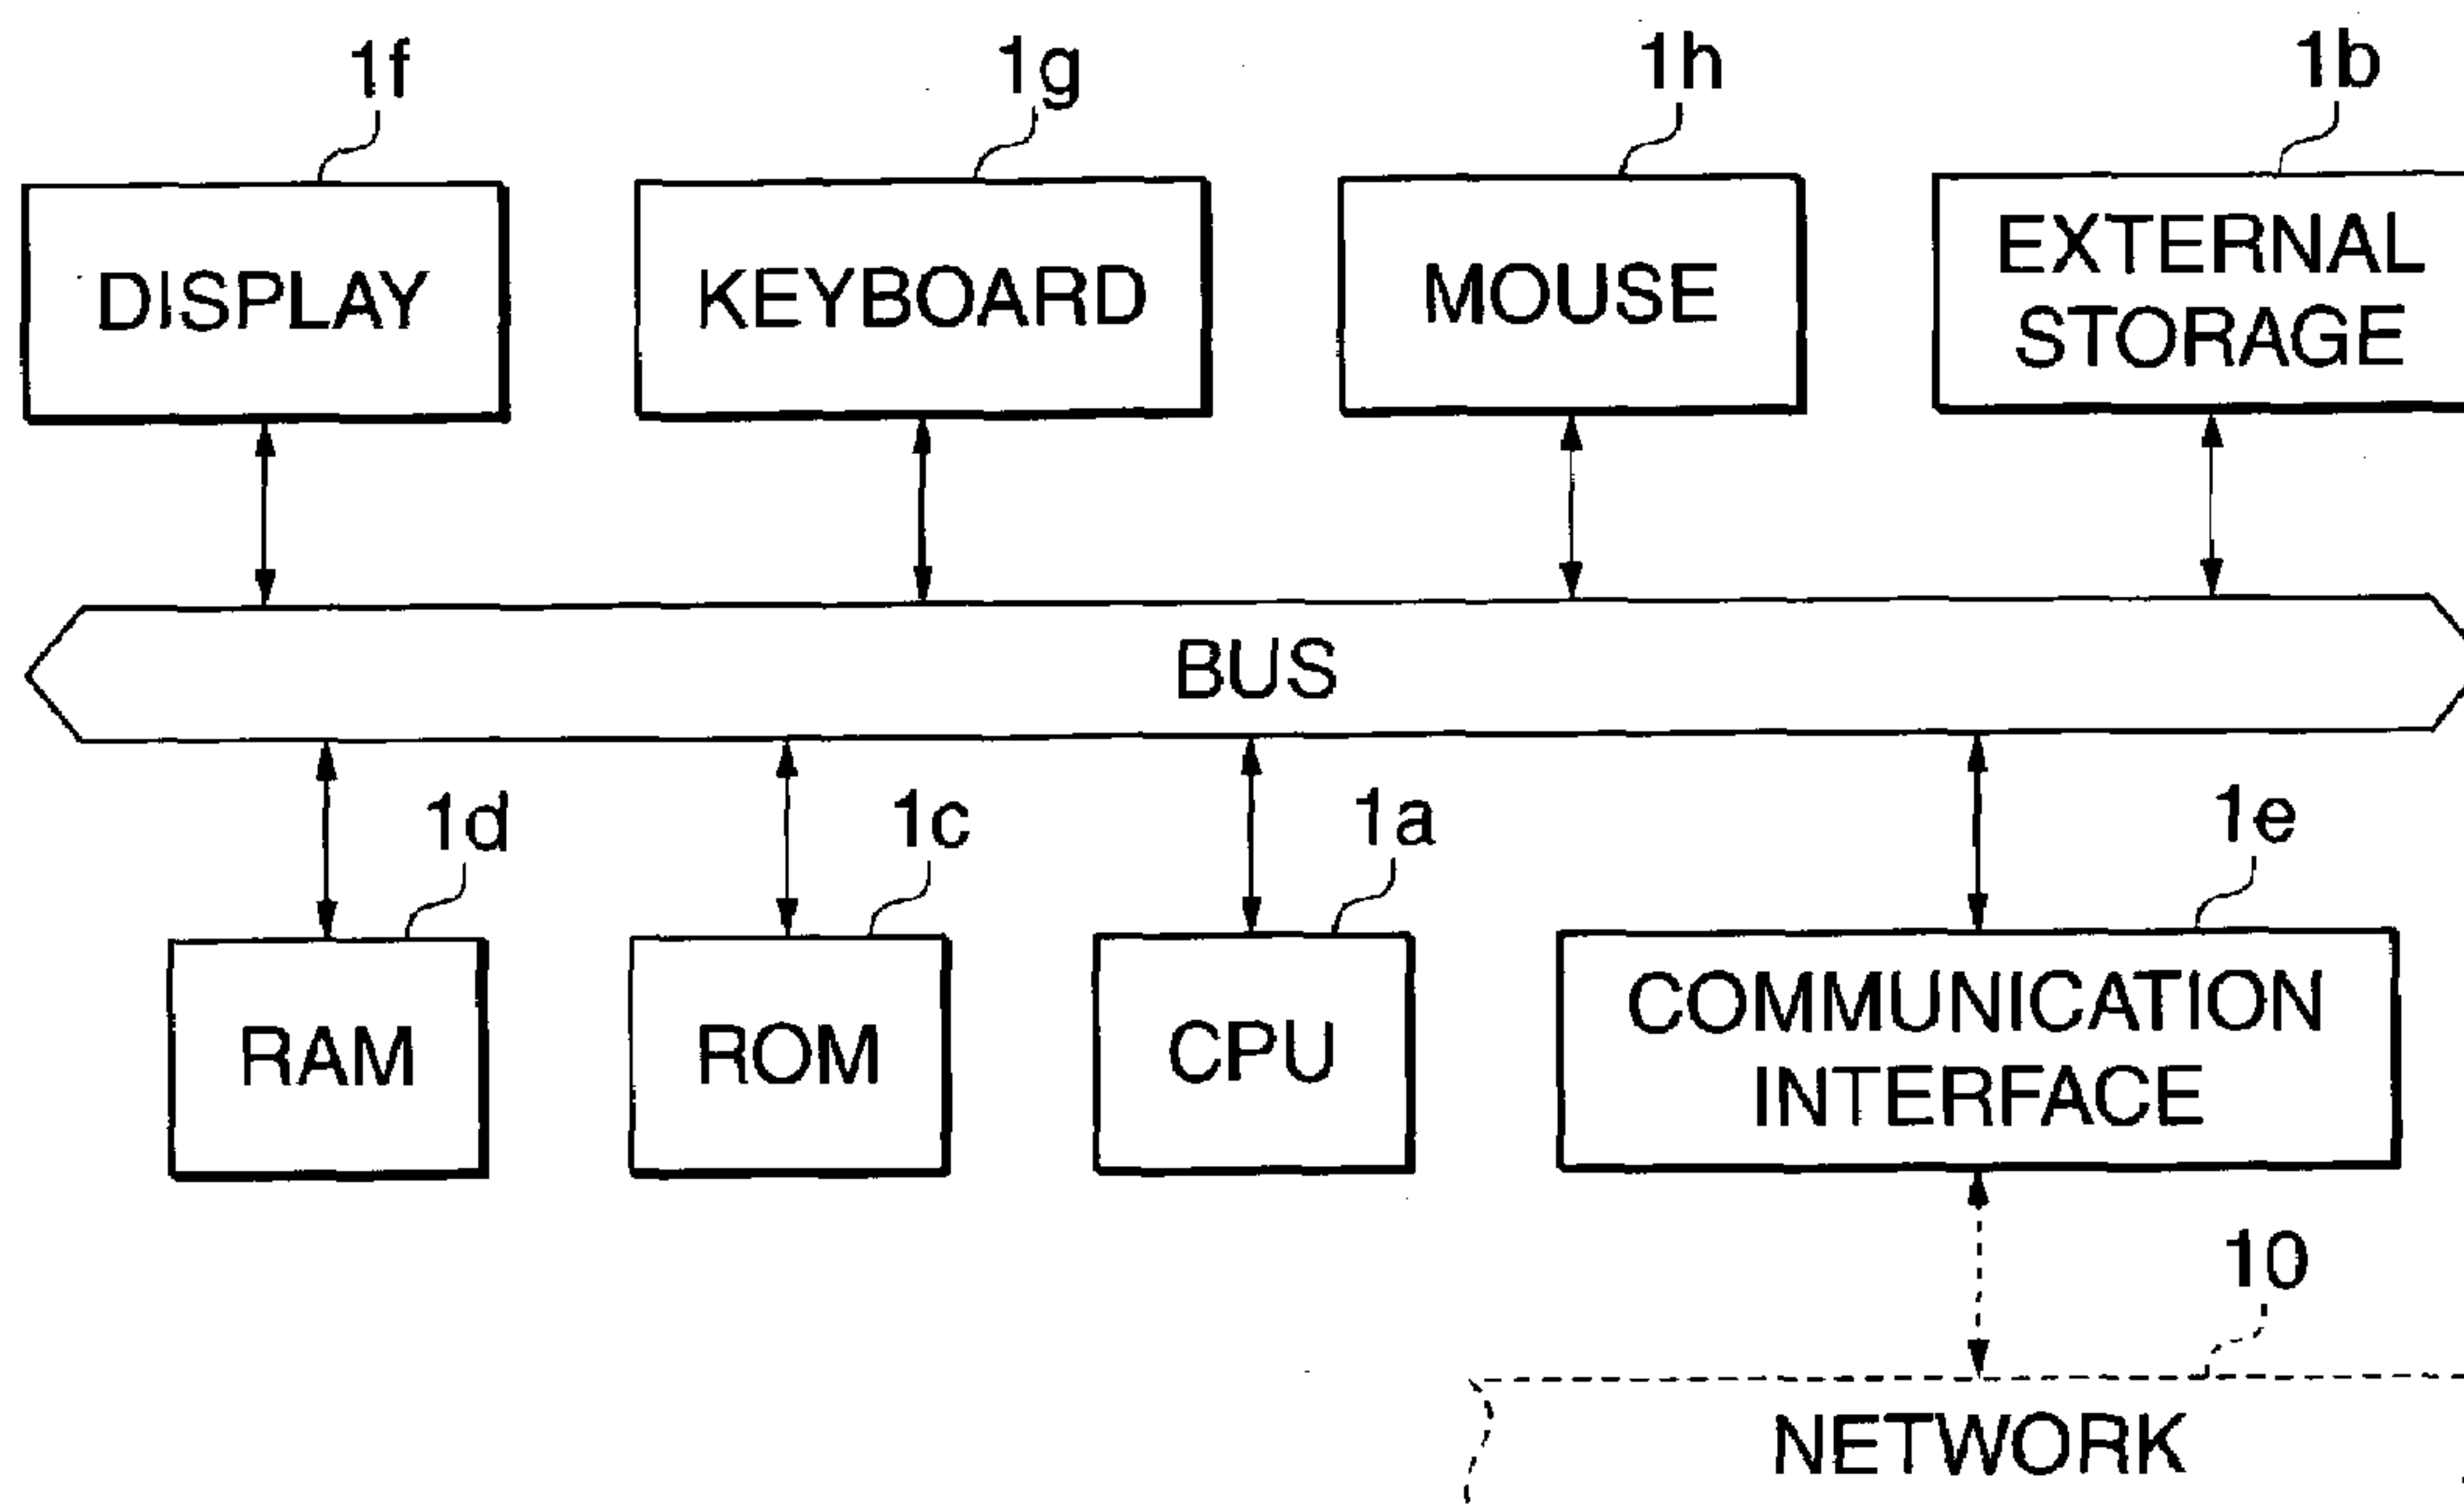 1f
1g
1h
1b
DISPLAY
KEYBOARD
MOUSE
EXTERNAL
STORAGE
BUS
1d
1c
1a
1e
RAM
ROM
CPU
COMMUNICATION
INTERFACE
10
NETWORK